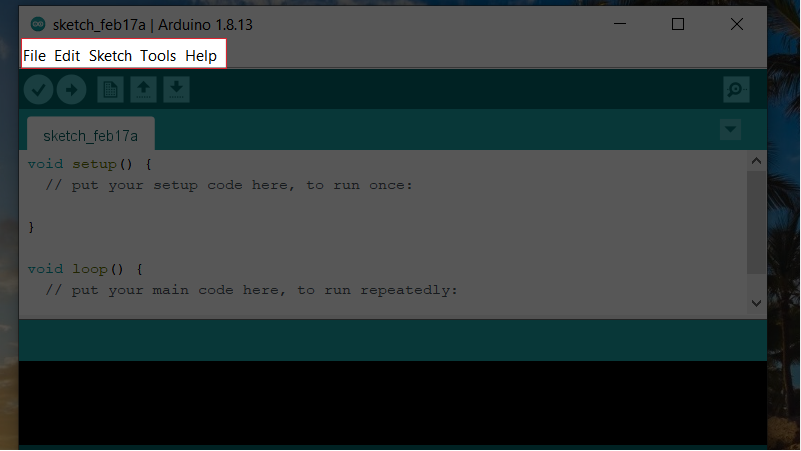 sketch_feb17a | Arduino 1.8.13
File Edit Sketch Tools Help
sketch_feb17a
void setup() {
  // put your setup code here, to run once:
}
void loop() {
  // put your main code here, to run repeatedly: